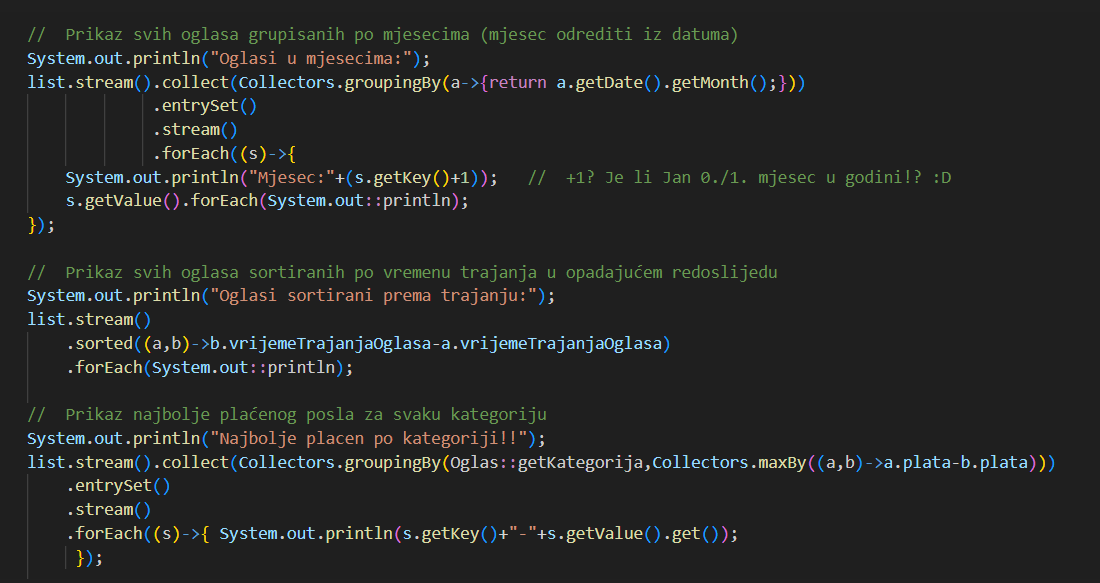 //  Prikaz svih oglasa grupisanih po mjesecima (mjesec odrediti iz datuma)
System.out.println("Oglasi u mjesecima:");
list.stream().collect(Collectors.groupingBy(a->{return a.getDate().getMonth();}))
.entrySet()
.stream()
.forEach((s)->{
System.out.println("Mjesec:"+(s.getKey()+1));   //  +1? Je li Jan 0./1. mjesec u godini!? :D
s.getValue().forEach(System.out::println);
});
//  Prikaz svih oglasa sortiranih po vremenu trajanja u opadajućem redoslijedu
System.out.println("Oglasi sortirani prema trajanju:");
list.stream()
.sorted((a,b)->b.vrijemeTrajanjaOglasa-a.vrijemeTrajanjaOglasa)
.forEach(System.out::println);
//  Prikaz najbolje plaćenog posla za svaku kategoriju
System.out.println("Najbolje placen po kategoriji!!");
list.stream().collect(Collectors.groupingBy(Oglas::getKategorija,Collectors.maxBy((a,b)->a.plata-b.plata)))
.entrySet()
.stream()
.forEach((s)->{ System.out.println(s.getKey()+"-"+s.getValue().get());
});